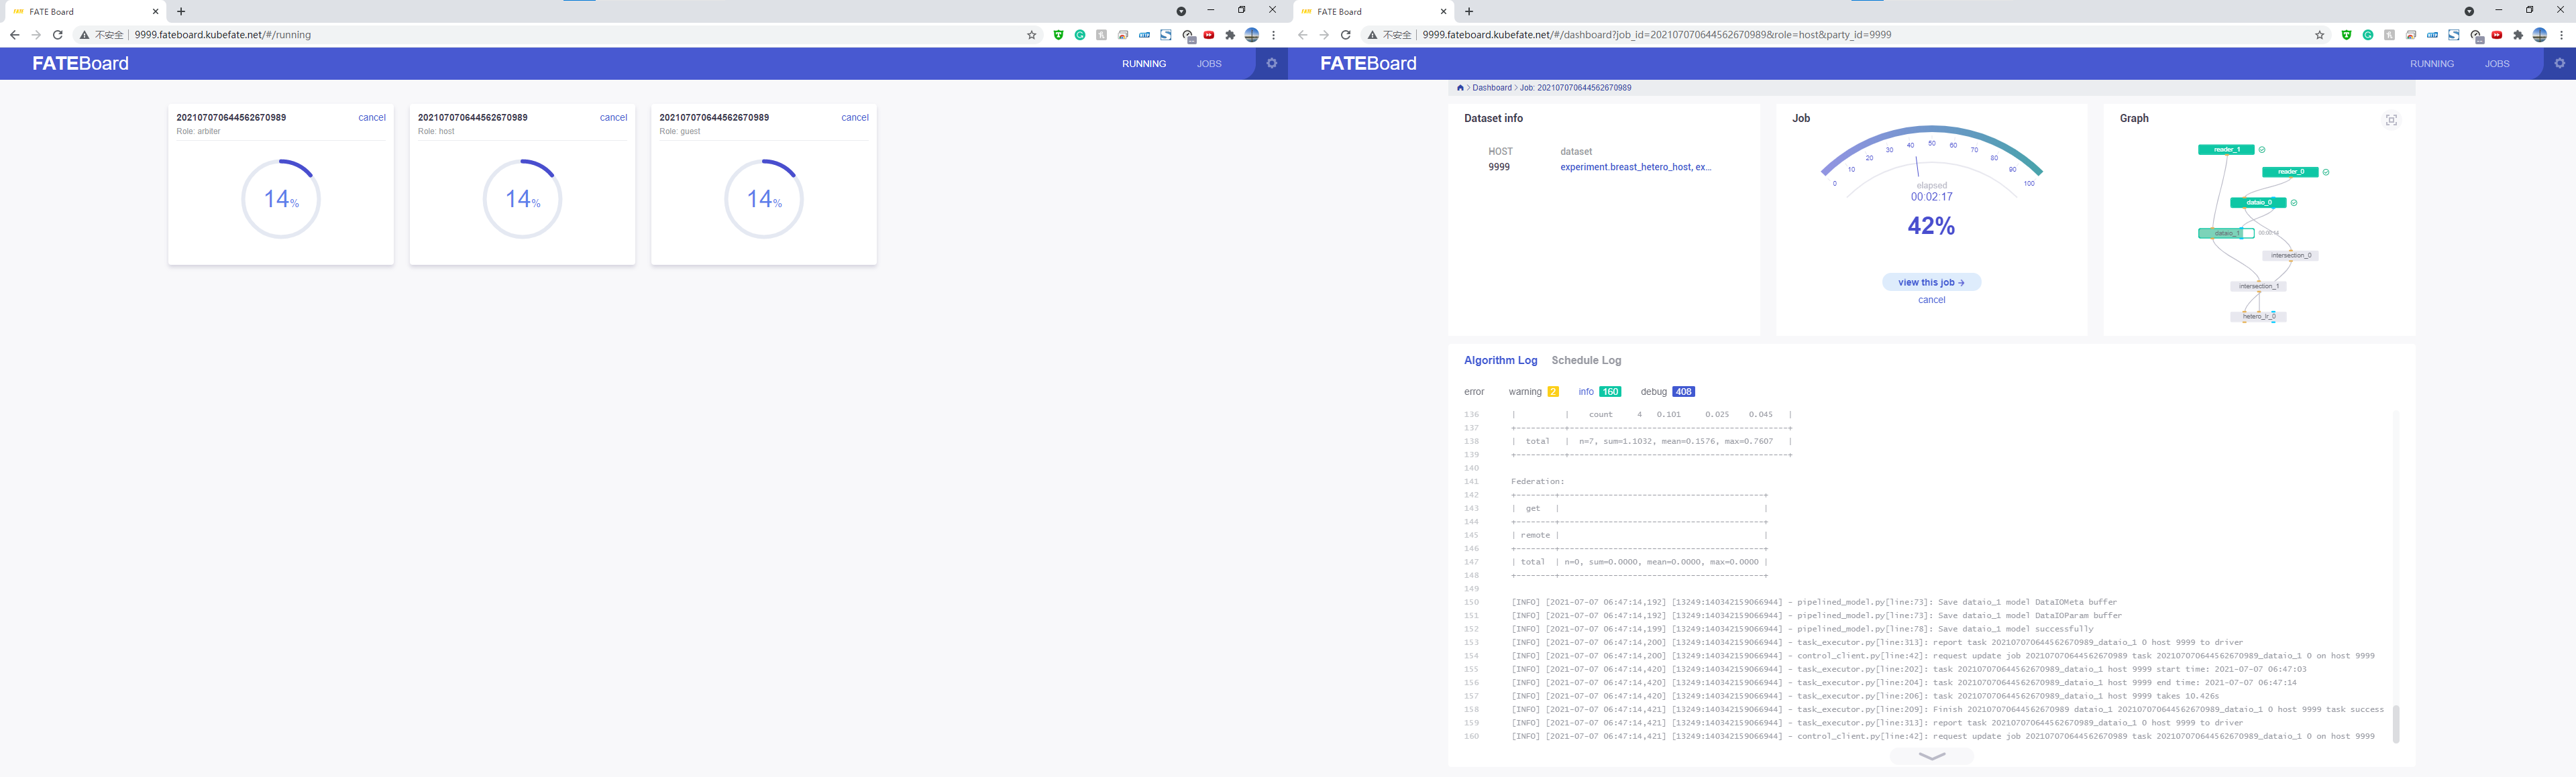 FATE Board
不安全 | 9999.fateboard.kubefate.net/#/running
FATEBoard
RUNNING
JOBS
202107070644562670989
cancel
Role: arbiter
14%
202107070644562670989
cancel
Role: host
14%
202107070644562670989
cancel
Role: guest
14%
FATE Board
不安全 | 9999.fateboard.kubefate.net/#/dashboard?job_id=202107070644562670989&role=host&party_id=9999
FATEBoard
RUNNING
JOBS
Dashboard > Job: 202107070644562670989
Dataset info
HOST
dataset
9999
experiment.breast_hetero_host, ex...
Job
0
10
20
30
40
50
60
70
80
90
100
elapsed
00:02:17
42%
view this job →
cancel
Graph
reader_1
reader_0
dataio_0
dataio_1
00:00:14
intersection_0
intersection_1
hetero_lr_0
Algorithm Log
Schedule Log
error
warning 2
info 160
debug 408
136 | | count 4 0.101 0.025 0.045 |
137 +----------+---------------------------------------------+
138 | total | n=7, sum=1.1032, mean=0.1576, max=0.7607 |
139 +----------+---------------------------------------------+
140
141 Federation:
142 +--------+------------------------------------------+
143 | get | |
144 +--------+------------------------------------------+
145 | remote | |
146 +--------+------------------------------------------+
147 | total | n=0, sum=0.0000, mean=0.0000, max=0.0000 |
148 +--------+------------------------------------------+
149
150 [INFO] [2021-07-07 06:47:14,192] [13249:140342159066944] - pipelined_model.py[line:73]: Save dataio_1 model DataIOMeta buffer
151 [INFO] [2021-07-07 06:47:14,192] [13249:140342159066944] - pipelined_model.py[line:73]: Save dataio_1 model DataIOParam buffer
152 [INFO] [2021-07-07 06:47:14,199] [13249:140342159066944] - pipelined_model.py[line:78]: Save dataio_1 model successfully
153 [INFO] [2021-07-07 06:47:14,200] [13249:140342159066944] - task_executor.py[line:313]: report task 202107070644562670989_dataio_1 0 host 9999 to driver
154 [INFO] [2021-07-07 06:47:14,200] [13249:140342159066944] - control_client.py[line:42]: request update job 202107070644562670989 task 202107070644562670989_dataio_1 0 on host 9999
155 [INFO] [2021-07-07 06:47:14,420] [13249:140342159066944] - task_executor.py[line:202]: task 202107070644562670989_dataio_1 host 9999 start time: 2021-07-07 06:47:03
156 [INFO] [2021-07-07 06:47:14,420] [13249:140342159066944] - task_executor.py[line:204]: task 202107070644562670989_dataio_1 host 9999 end time: 2021-07-07 06:47:14
157 [INFO] [2021-07-07 06:47:14,420] [13249:140342159066944] - task_executor.py[line:206]: task 202107070644562670989_dataio_1 host 9999 takes 10.426s
158 [INFO] [2021-07-07 06:47:14,421] [13249:140342159066944] - task_executor.py[line:209]: Finish 202107070644562670989 dataio_1 202107070644562670989_dataio_1 0 host 9999 task success
159 [INFO] [2021-07-07 06:47:14,421] [13249:140342159066944] - task_executor.py[line:313]: report task 202107070644562670989_dataio_1 0 host 9999 to driver
160 [INFO] [2021-07-07 06:47:14,421] [13249:140342159066944] - control_client.py[line:42]: request update job 202107070644562670989 task 202107070644562670989_dataio_1 0 on host 9999